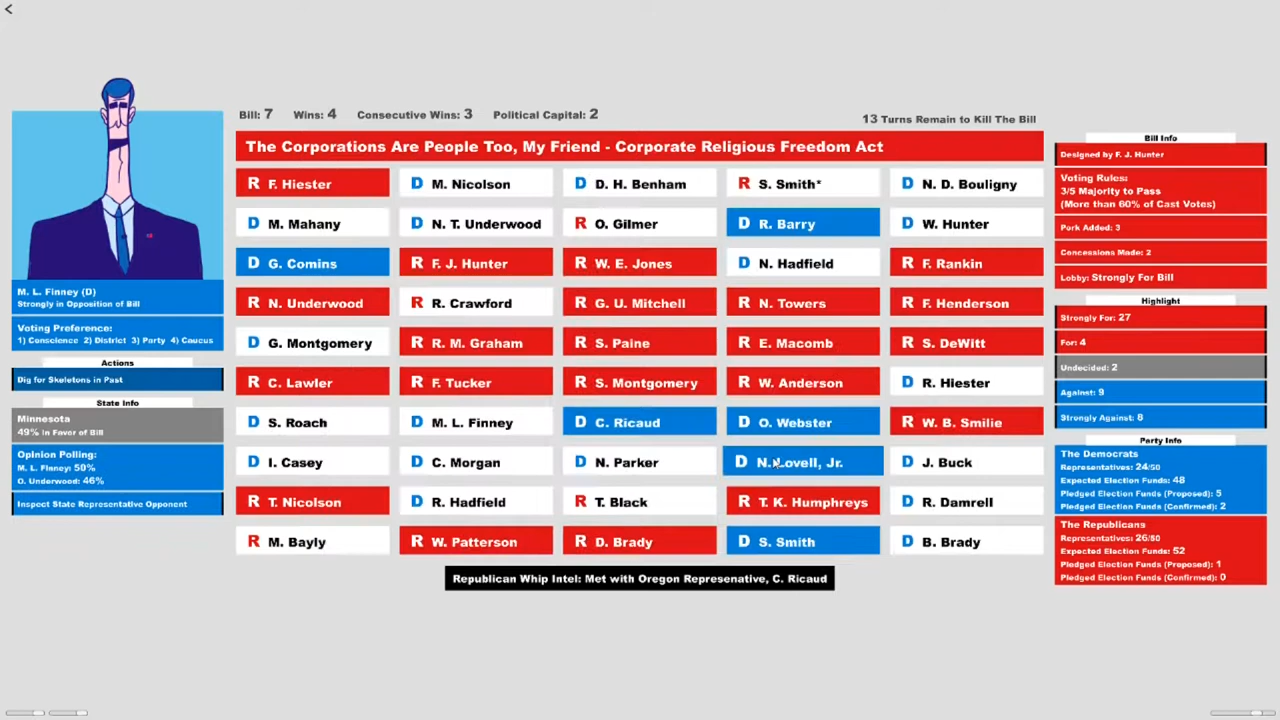 Bill: 7 Wins: 4 Consecutive Wins: 3 Political Capital: 2
13 Turns Remain to Kill The Bill
The Corporations Are People Too, My Friend - Corporate Religious Freedom Act
R F. Hiester
D M. Nicolson
D D. H. Benham
R S. Smith*
D N. D. Bouligny
D M. Mahany
D N. T. Underwood
R O. Gilmer
D R. Barry
D W. Hunter
D G. Comins
R F. J. Hunter
R W. E. Jones
D N. Hadfield
R F. Rankin
R N. Underwood
R R. Crawford
R G. U. Mitchell
R N. Towers
R F. Henderson
D G. Montgomery
R R. M. Graham
R S. Paine
R E. Macomb
R S. DeWitt
R C. Lawler
R F. Tucker
R S. Montgomery
R W. Anderson
D R. Hiester
D S. Roach
D M. L. Finney
D C. Ricaud
D O. Webster
R W. B. Smilie
D I. Casey
D C. Morgan
D N. Parker
D N. Lovell, Jr.
D J. Buck
R T. Nicolson
D R. Hadfield
R T. Black
R T. K. Humphreys
D R. Damrell
R M. Bayly
R W. Patterson
R D. Brady
D S. Smith
D B. Brady
Republican Whip Intel: Met with Oregon Represenative, C. Ricaud
M. L. Finney (D)
Strongly in Opposition of Bill
Voting Preference:
1) Conscience 2) District 3) Party 4) Caucus
Actions
Dig for Skeletons in Past
State Info
Minnesota
49% In Favor of Bill
Opinion Polling:
M. L. Finney: 50%
O. Underwood: 46%
Inspect State Representative Opponent
Bill Info
Designed by F. J. Hunter
Voting Rules:
3/5 Majority to Pass
(More than 60% of Cast Votes)
Pork Added: 3
Concessions Made: 2
Lobby: Strongly For Bill
Highlight
Strongly For: 27
For: 4
Undecided: 2
Against: 9
Strongly Against: 8
Party Info
The Democrats
Representatives: 24/50
Expected Election Funds: 48
Pledged Election Funds (Proposed): 5
Pledged Election Funds (Confirmed): 2
The Republicans
Representatives: 26/50
Expected Election Funds: 52
Pledged Election Funds (Proposed): 1
Pledged Election Funds (Confirmed): 0